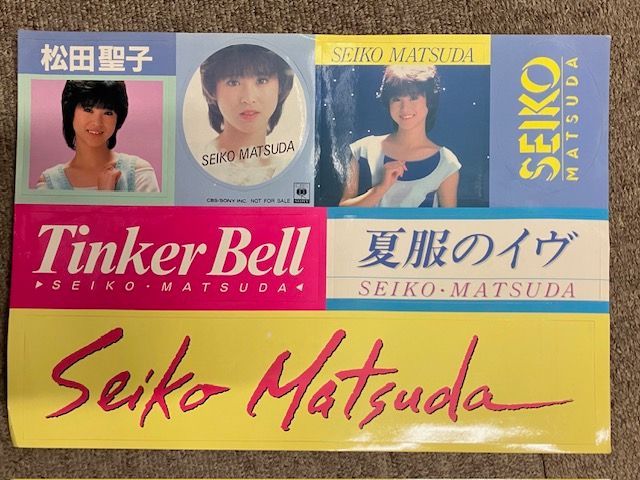 松田聖子
SEIKO MATSUDA
CBS/SONY INC. NOT FOR SALE
SEIKO MATSUDA
SEIKO
MATSUDA
Tinker Bell
▶SEIKO・MATSUDA◀
夏服のイヴ
SEIKO・MATSUDA
Seiko Matsuda